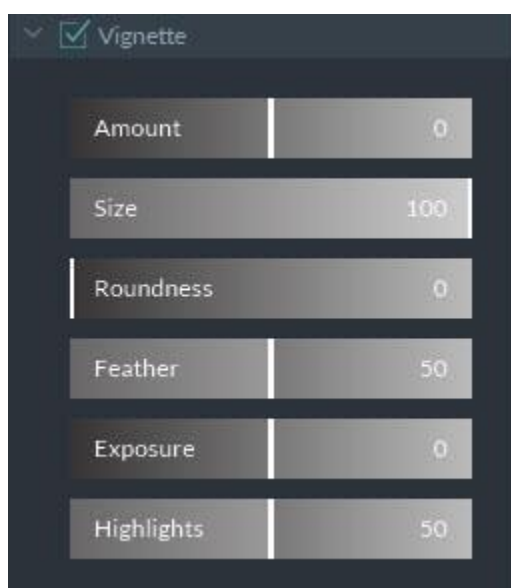 Vignette
Amount 0
Size 100
Roundness 0
Feather 50
Exposure 0
Highlights 50